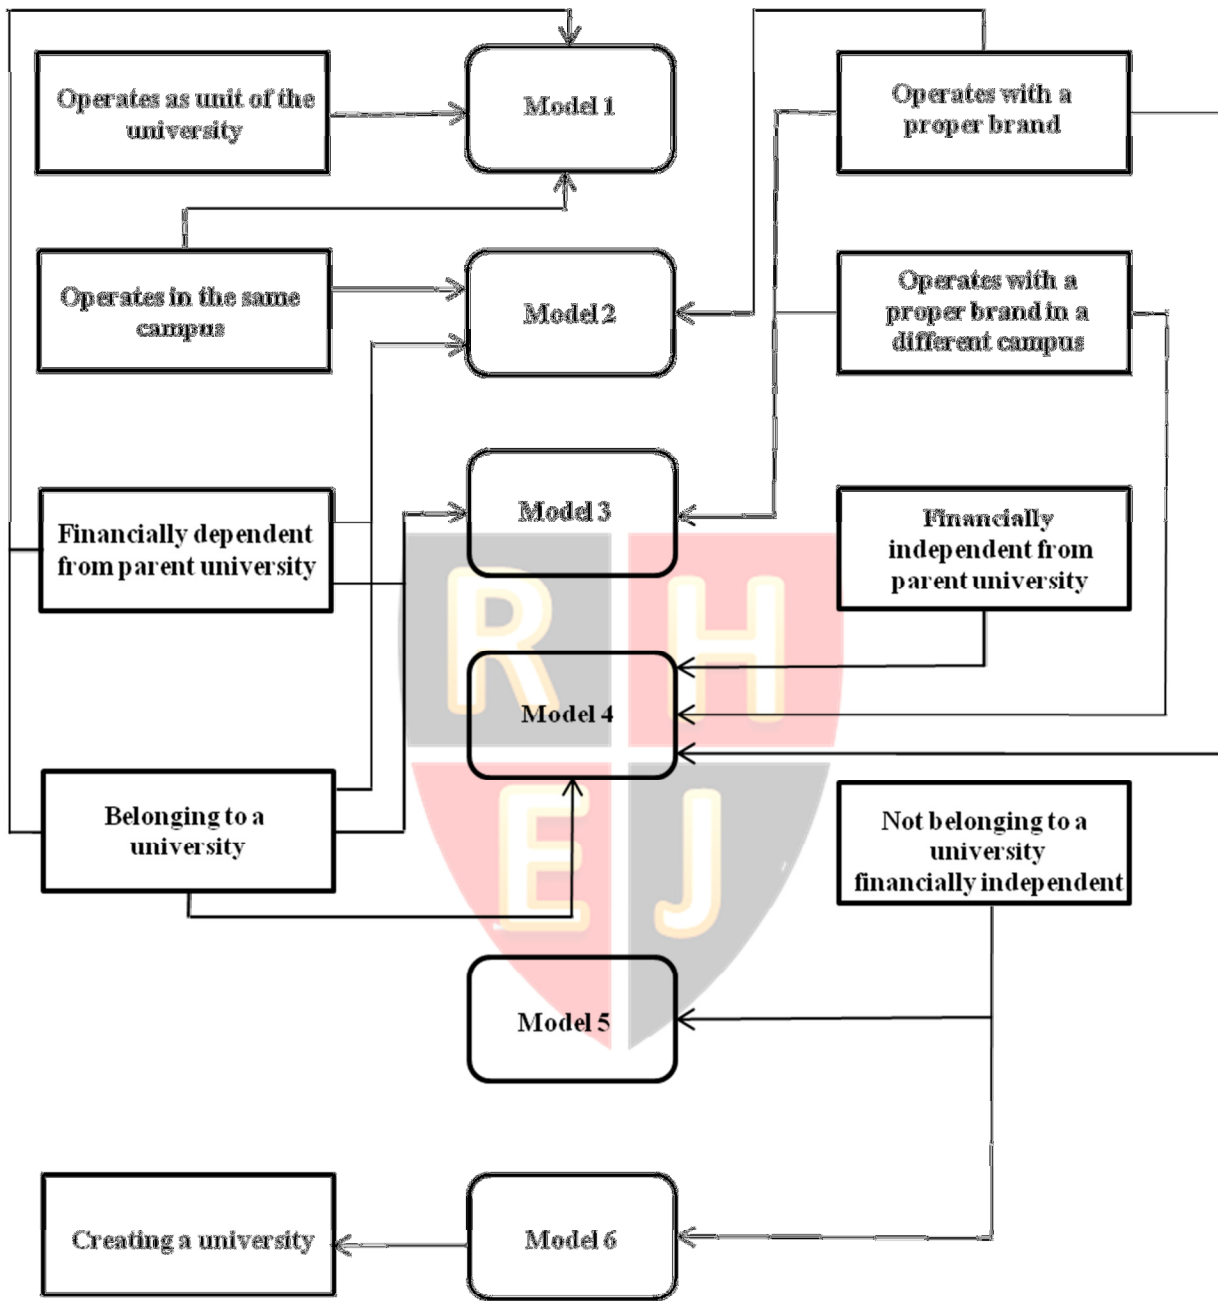 Operates as unit of the
university
Model 1
Operates with a
proper brand
Operates in the same
campus
Model 2
Operates with a
proper brand in a
different campus
Financially dependent
from parent university
Model 3
Financially
independent from
parent university
R H
Model 4
Belonging to a
university
E J
Not belonging to a
university
financially independent
Model 5
Creating a university
Model 6